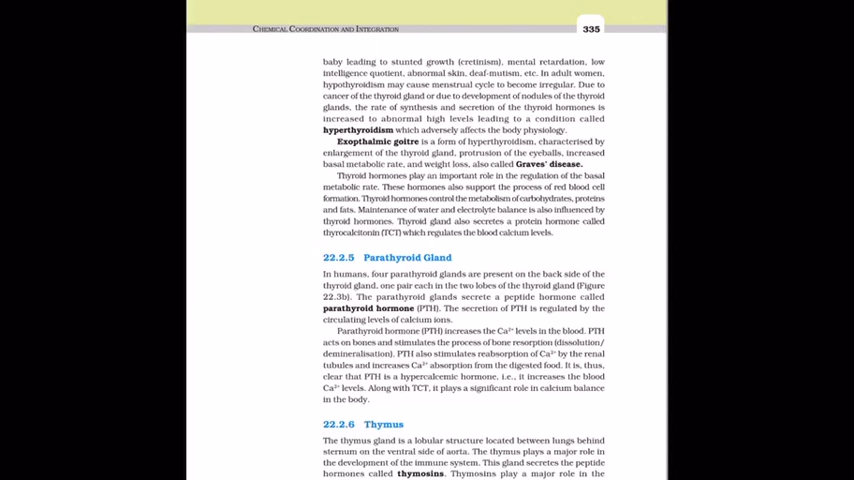 CHEMICAL COORDINATION AND INTEGRATION
335
baby leading to stunted growth (cretinism), mental retardation, low
intelligence quotient, abnormal skin, deaf-mutism, etc. In adult women,
hypothyroidism may cause menstrual cycle to become irregular. Due to
cancer of the thyroid gland or due to development of nodules of the thyroid
glands, the rate of synthesis and secretion of the thyroid hormones is
increased to abnormal high levels leading to a condition called
hyperthyroidism which adversely affects the body physiology.
Exopthalmic goitre is a form of hyperthyroidism, characterised by
enlargement of the thyroid gland, protrusion of the eyeballs, increased
basal metabolic rate, and weight loss, also called Graves' disease.
Thyroid hormones play an important role in the regulation of the basal
metabolic rate. These hormones also support the process of red blood cell
formation. Thyroid hormones control the metabolism of carbohydrates, proteins
and fats. Maintenance of water and electrolyte balance is also influenced by
thyroid hormones. Thyroid gland also secretes a protein hormone called
thyrocalcitonin (TCT) which regulates the blood calcium levels.
22.2.5 Parathyroid Gland
In humans, four parathyroid glands are present on the back side of the
thyroid gland, one pair each in the two lobes of the thyroid gland (Figure
22.3b). The parathyroid glands secrete a peptide hormone called
parathyroid hormone (PTH). The secretion of PTH is regulated by the
circulating levels of calcium ions.
Parathyroid hormone (PTH) increases the Ca²⁺ levels in the blood. PTH
acts on bones and stimulates the process of bone resorption (dissolution/
demineralisation). PTH also stimulates reabsorption of Ca²⁺ by the renal
tubules and increases Ca²⁺ absorption from the digested food. It is, thus,
clear that PTH is a hypercalcemic hormone, i.e., it increases the blood
Ca²⁺ levels. Along with TCT, it plays a significant role in calcium balance
in the body.
22.2.6 Thymus
The thymus gland is a lobular structure located between lungs behind
sternum on the ventral side of aorta. The thymus plays a major role in
the development of the immune system. This gland secretes the peptide
hormones called thymosins. Thymosins play a major role in the